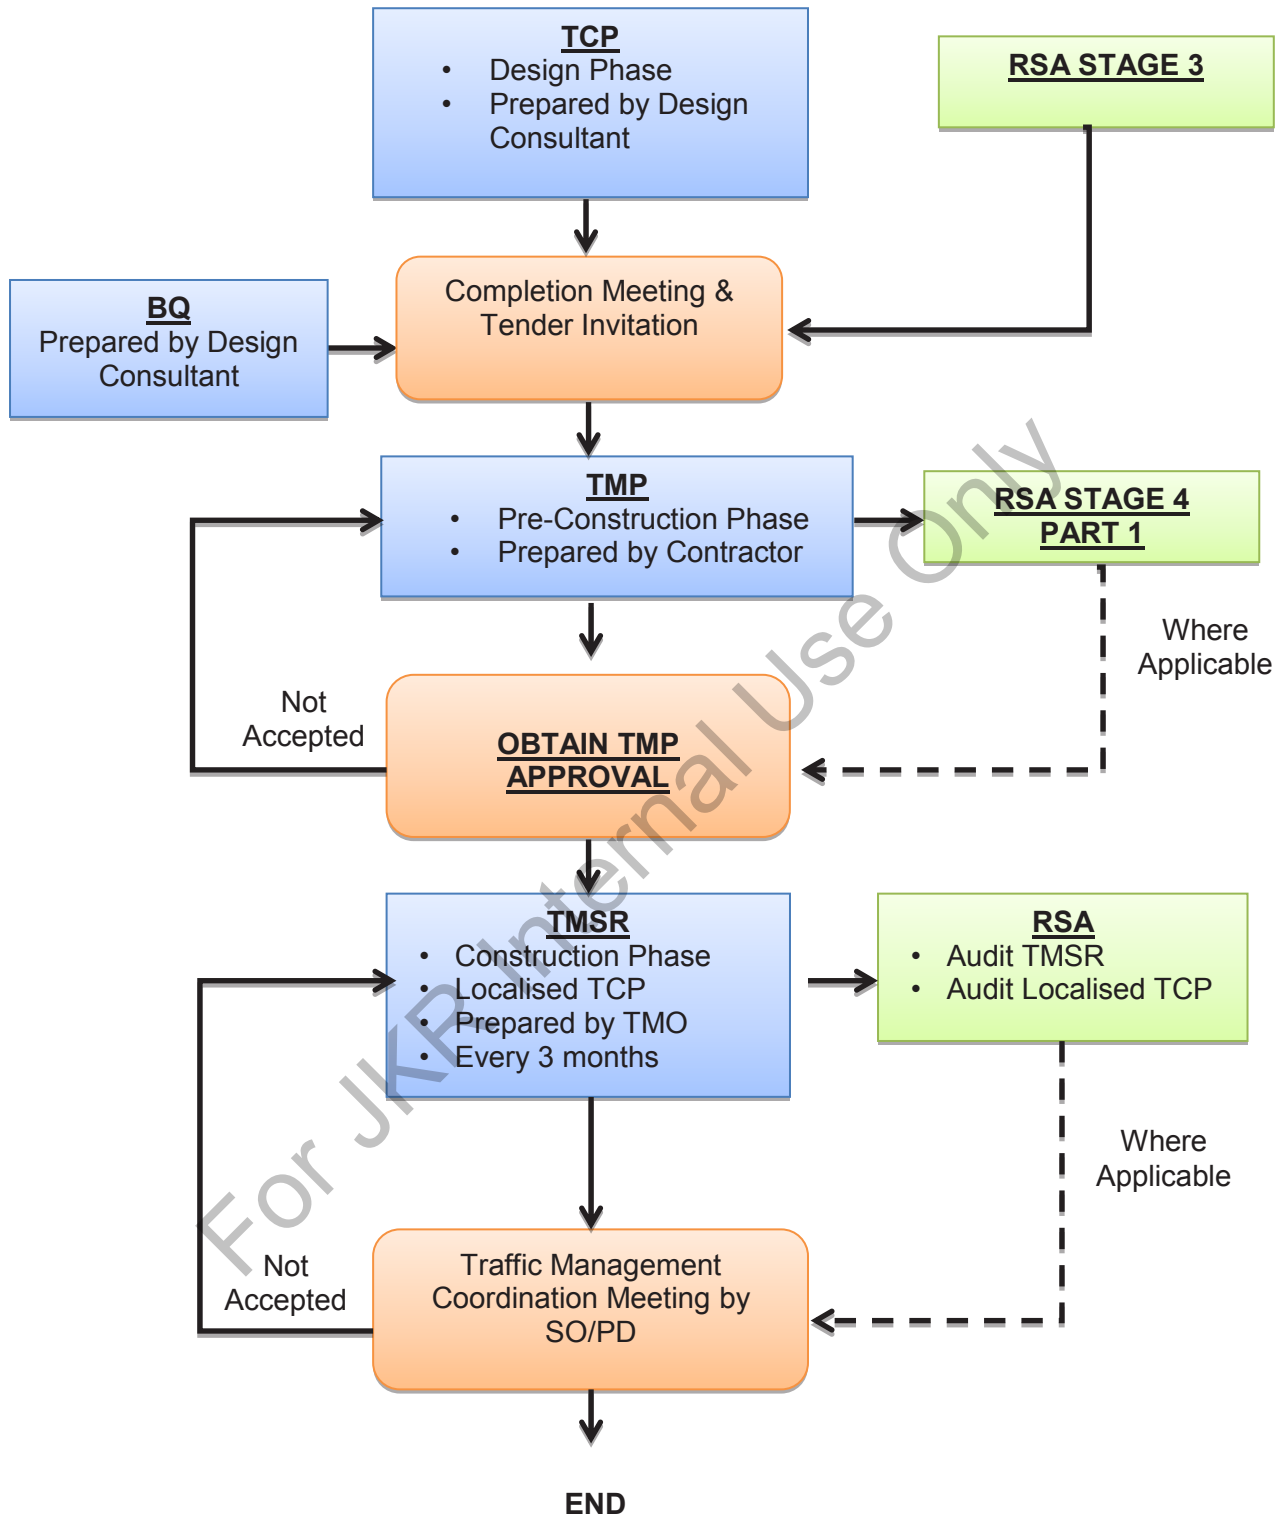 TCP
• Design Phase
• Prepared by Design
Consultant
RSA STAGE 3
BQ
Prepared by Design
Consultant
Completion Meeting &
Tender Invitation
TMP
• Pre-Construction Phase
• Prepared by Contractor
RSA STAGE 4
PART 1
Where
Applicable
Not
Accepted
OBTAIN TMP
APPROVAL
TMSR
• Construction Phase
• Localised TCP
• Prepared by TMO
• Every 3 months
RSA
• Audit TMSR
• Audit Localised TCP
Where
Applicable
Not
Accepted
Traffic Management
Coordination Meeting by
SO/PD
END
For JKR Internal Use Only